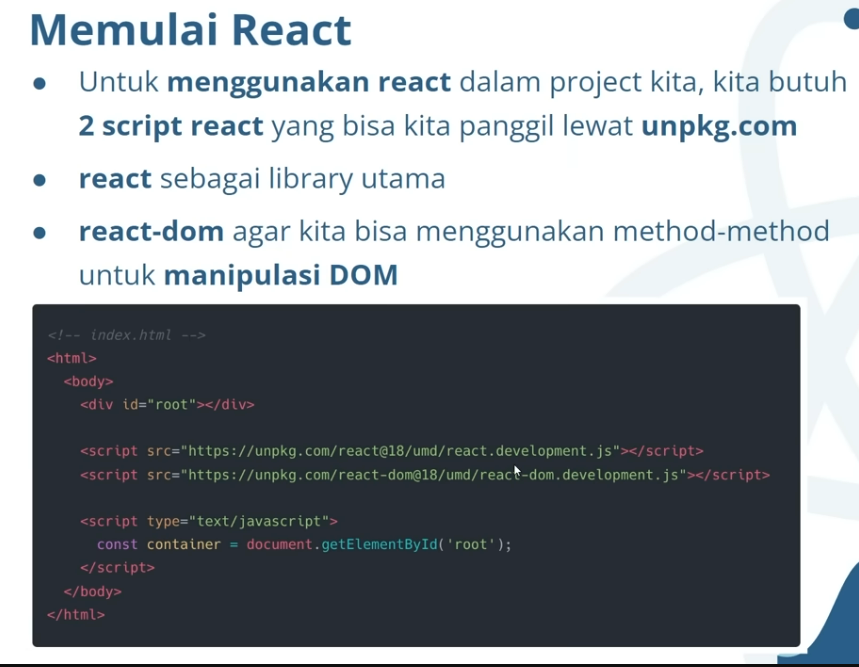 Memulai React
● Untuk menggunakan react dalam project kita, kita butuh
2 script react yang bisa kita panggil lewat unpkg.com
● react sebagai library utama
● react-dom agar kita bisa menggunakan method-method
untuk manipulasi DOM
<!-- index.html -->
<html>
<body>
<div id="root"></div>
<script src="https://unpkg.com/react@18/umd/react.development.js"></script>
<script src="https://unpkg.com/react-dom@18/umd/react-dom.development.js"></script>
<script type="text/javascript">
const container = document.getElementById('root');
</script>
</body>
</html>